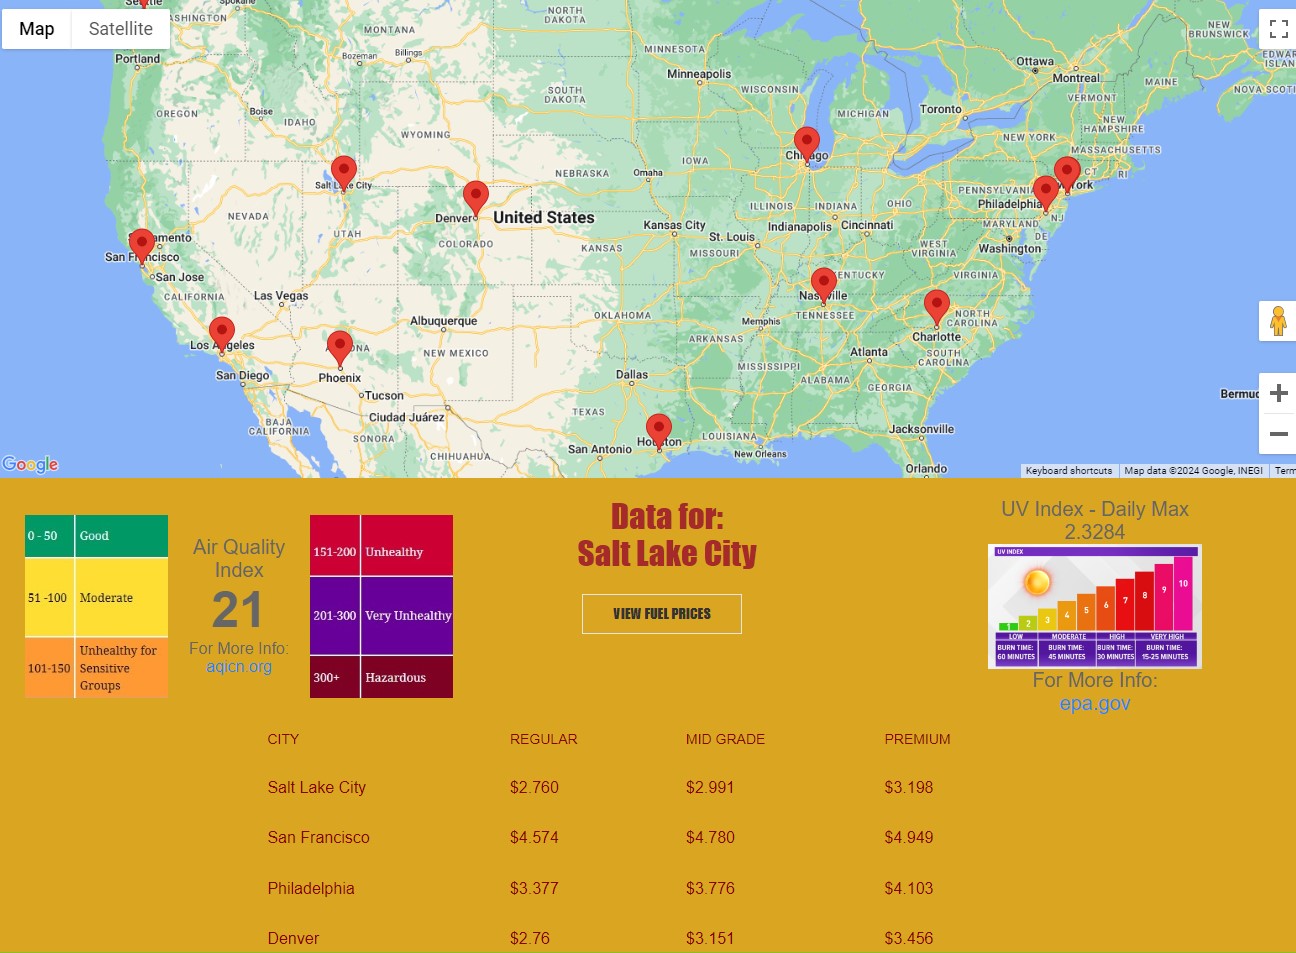 Seattle
Spokane
WASHINGTON
NORTH
DAKOTA
NEW
BRUNSWICK
Map
Satellite
MONTANA
Portland
Bozeman
Billings
MINNESOTA
Minneapolis
Ottawa
Montreal
EDWAR
ISLAN
WISCONSIN
MAINE
NOVA SCOTI
OREGON
Boise
IDAHO
SOUTH
DAKOTA
VERMONT
MICHIGAN
Toronto
NEW
HAMPSHIRE
WYOMING
NEW YORK
MASSACHUSETTS
Chicago
IOWA
CT
RI
NEBRASKA
Omaha
Salt Lake City
PENNSYLVANIA
New York
Philadelphia
NEVADA
Denver
United States
ILLINOIS
INDIANA
OHIO
NJ
UTAH
COLORADO
Kansas City
Indianapolis
Cincinnati
MARYLAND
DE
Sacramento
St. Louis
San Francisco
KANSAS
MISSOURI
WEST
VIRGINIA
Washington
San Jose
KENTUCKY
VIRGINIA
CALIFORNIA
Las Vegas
Nashville
Albuquerque
OKLAHOMA
Memphis
TENNESSEE
NORTH
CAROLINA
Los Angeles
ARIZONA
NEW MEXICO
ARKANSAS
Charlotte
Phoenix
Atlanta
SOUTH
CAROLINA
San Diego
Dallas
MISSISSIPPI
ALABAMA
GEORGIA
Tucson
Bermud
Ciudad Juárez
TEXAS
BAJA
CALIFORNIA
SONORA
Jacksonville
Houston
LOUISIANA
San Antonio
New Orleans
CHIHUAHUA
Orlando
Google
Keyboard shortcuts
Map data ©2024 Google, INEGI
Term
0 - 50 Good
51 -100 Moderate
101-150 Unhealthy for
Sensitive
Groups
Air Quality
Index
21
For More Info:
aqicn.org
151-200 Unhealthy
201-300 Very Unhealthy
300+ Hazardous
Data for:
Salt Lake City
VIEW FUEL PRICES
UV Index - Daily Max
2.3284
UV INDEX
1 2 3 4 5 6 7 8 9 10
LOW MODERATE HIGH VERY HIGH
BURN TIME: BURN TIME: BURN TIME: BURN TIME:
60 MINUTES 45 MINUTES 30 MINUTES 15-25 MINUTES
For More Info:
epa.gov
CITY REGULAR MID GRADE PREMIUM
Salt Lake City $2.760 $2.991 $3.198
San Francisco $4.574 $4.780 $4.949
Philadelphia $3.377 $3.776 $4.103
Denver $2.76 $3.151 $3.456